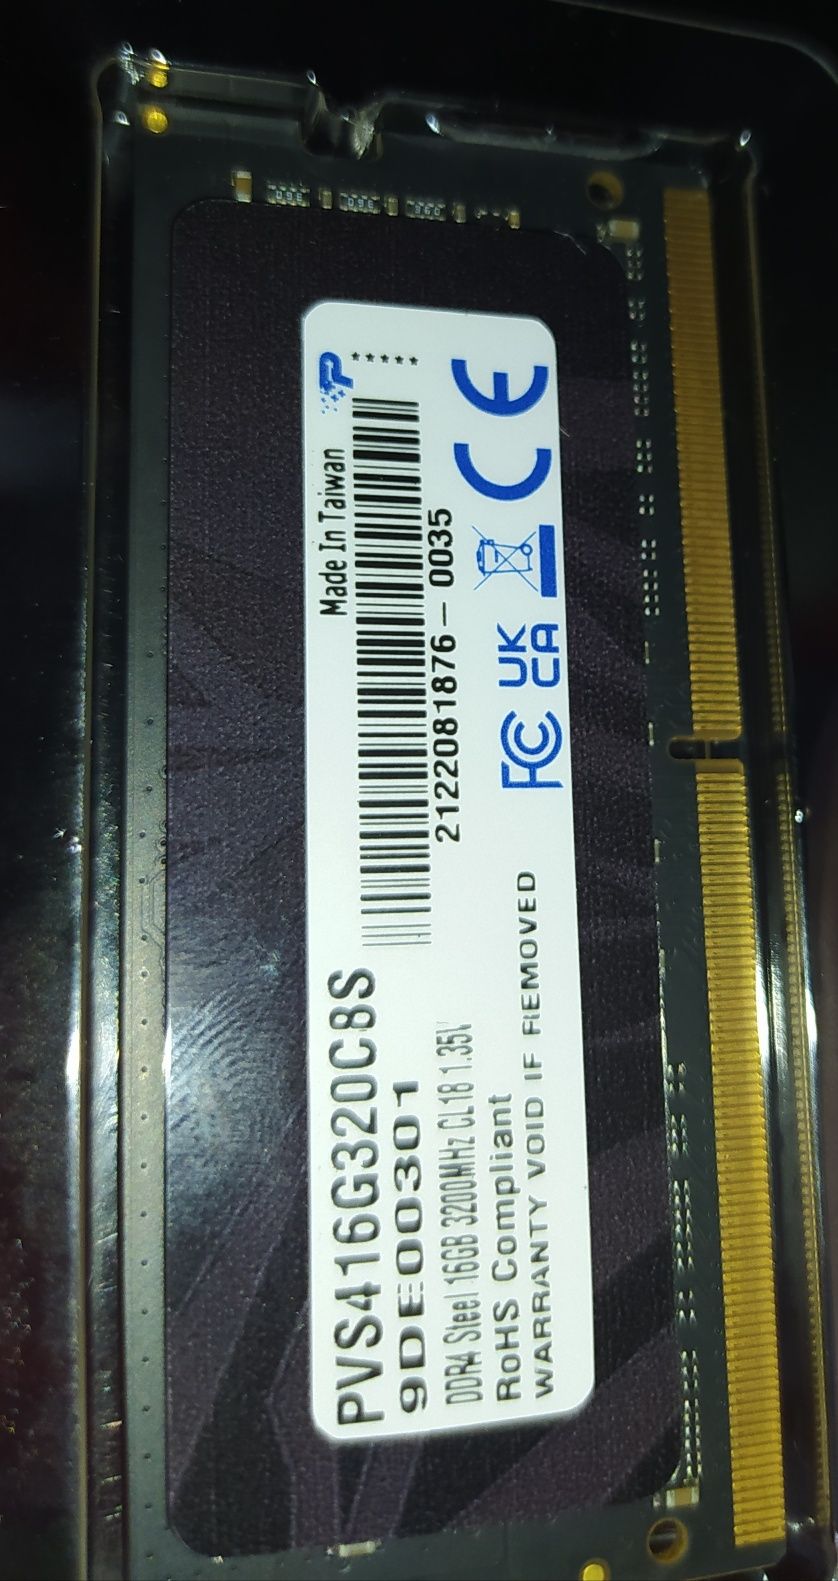 PVS416G320C8S
9DE00301
DDR4 Steel 16GB 3200MHz CL18 1.35V
RoHS Compliant
WARRANTY VOID IF REMOVED
Made In Taiwan
P
*****
2122081876-0035
FC
UK
CA
CE